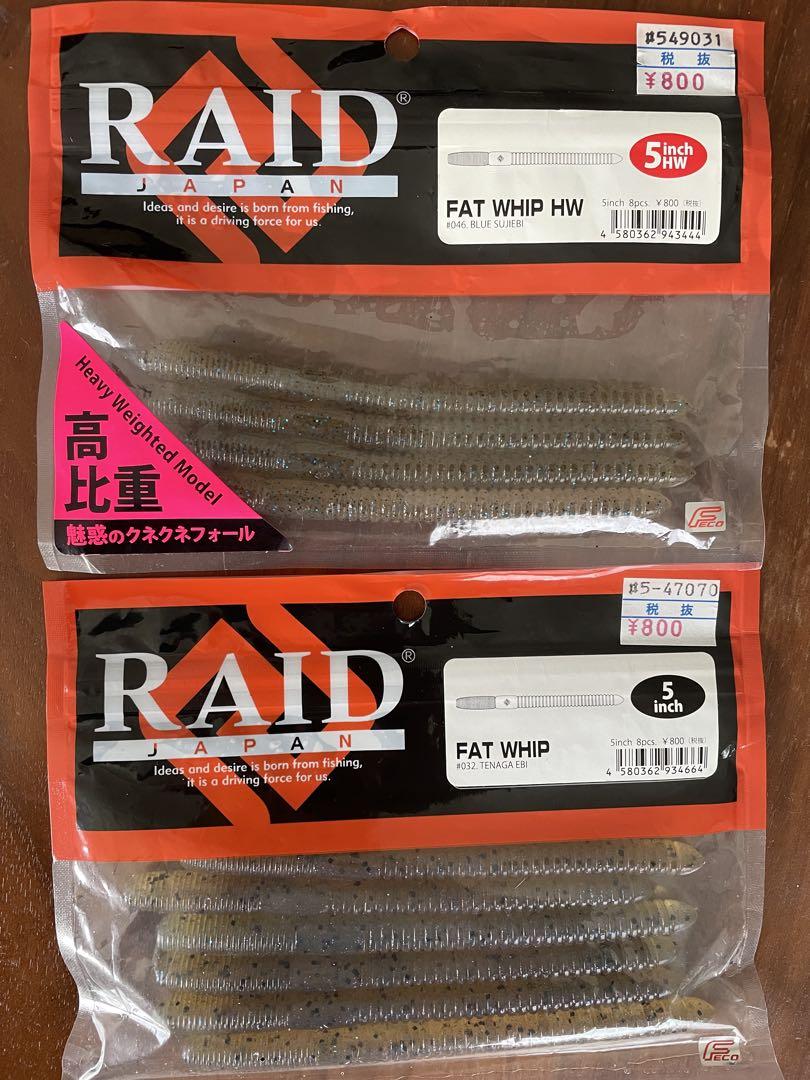 #549031
税 抜
¥800
RAID®
JAPAN
Ideas and desire is born from fishing,
it is a driving force for us.
5inch
HW
FAT WHIP HW
#046. BLUE SUJIEBI
5inch 8pcs. ¥800 (税抜)
4 580362 943444
Heavy Weighted Model
高
比重
魅惑のクネクネフォール
FECO
#5-47070
税 抜
¥800
RAID®
JAPAN
Ideas and desire is born from fishing,
it is a driving force for us.
5
inch
FAT WHIP
#032. TENAGA EBI
5inch 8pcs. ¥800 (税抜)
4 580362 934664
FECO